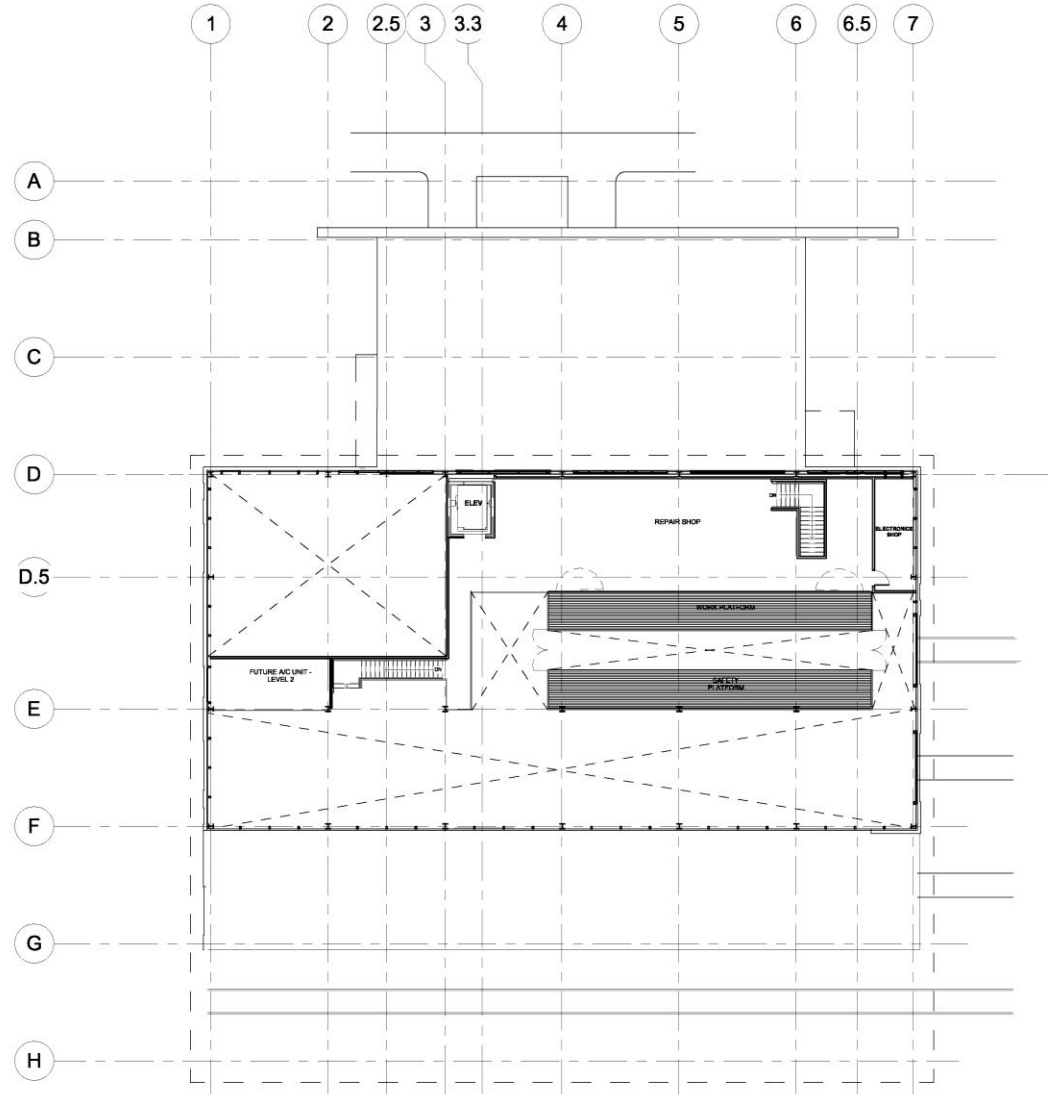 1 2 2.5 3 3.3 4 5 6 6.5 7
A
B
C
D
ELEV
DN
REPAIR SHOP
ELECTRONICS
SHOP
D.5
WORK PLATFORM
FUTURE A/C UNIT -
LEVEL 2
DN
SAFETY
PLATFORM
E
F
G
H